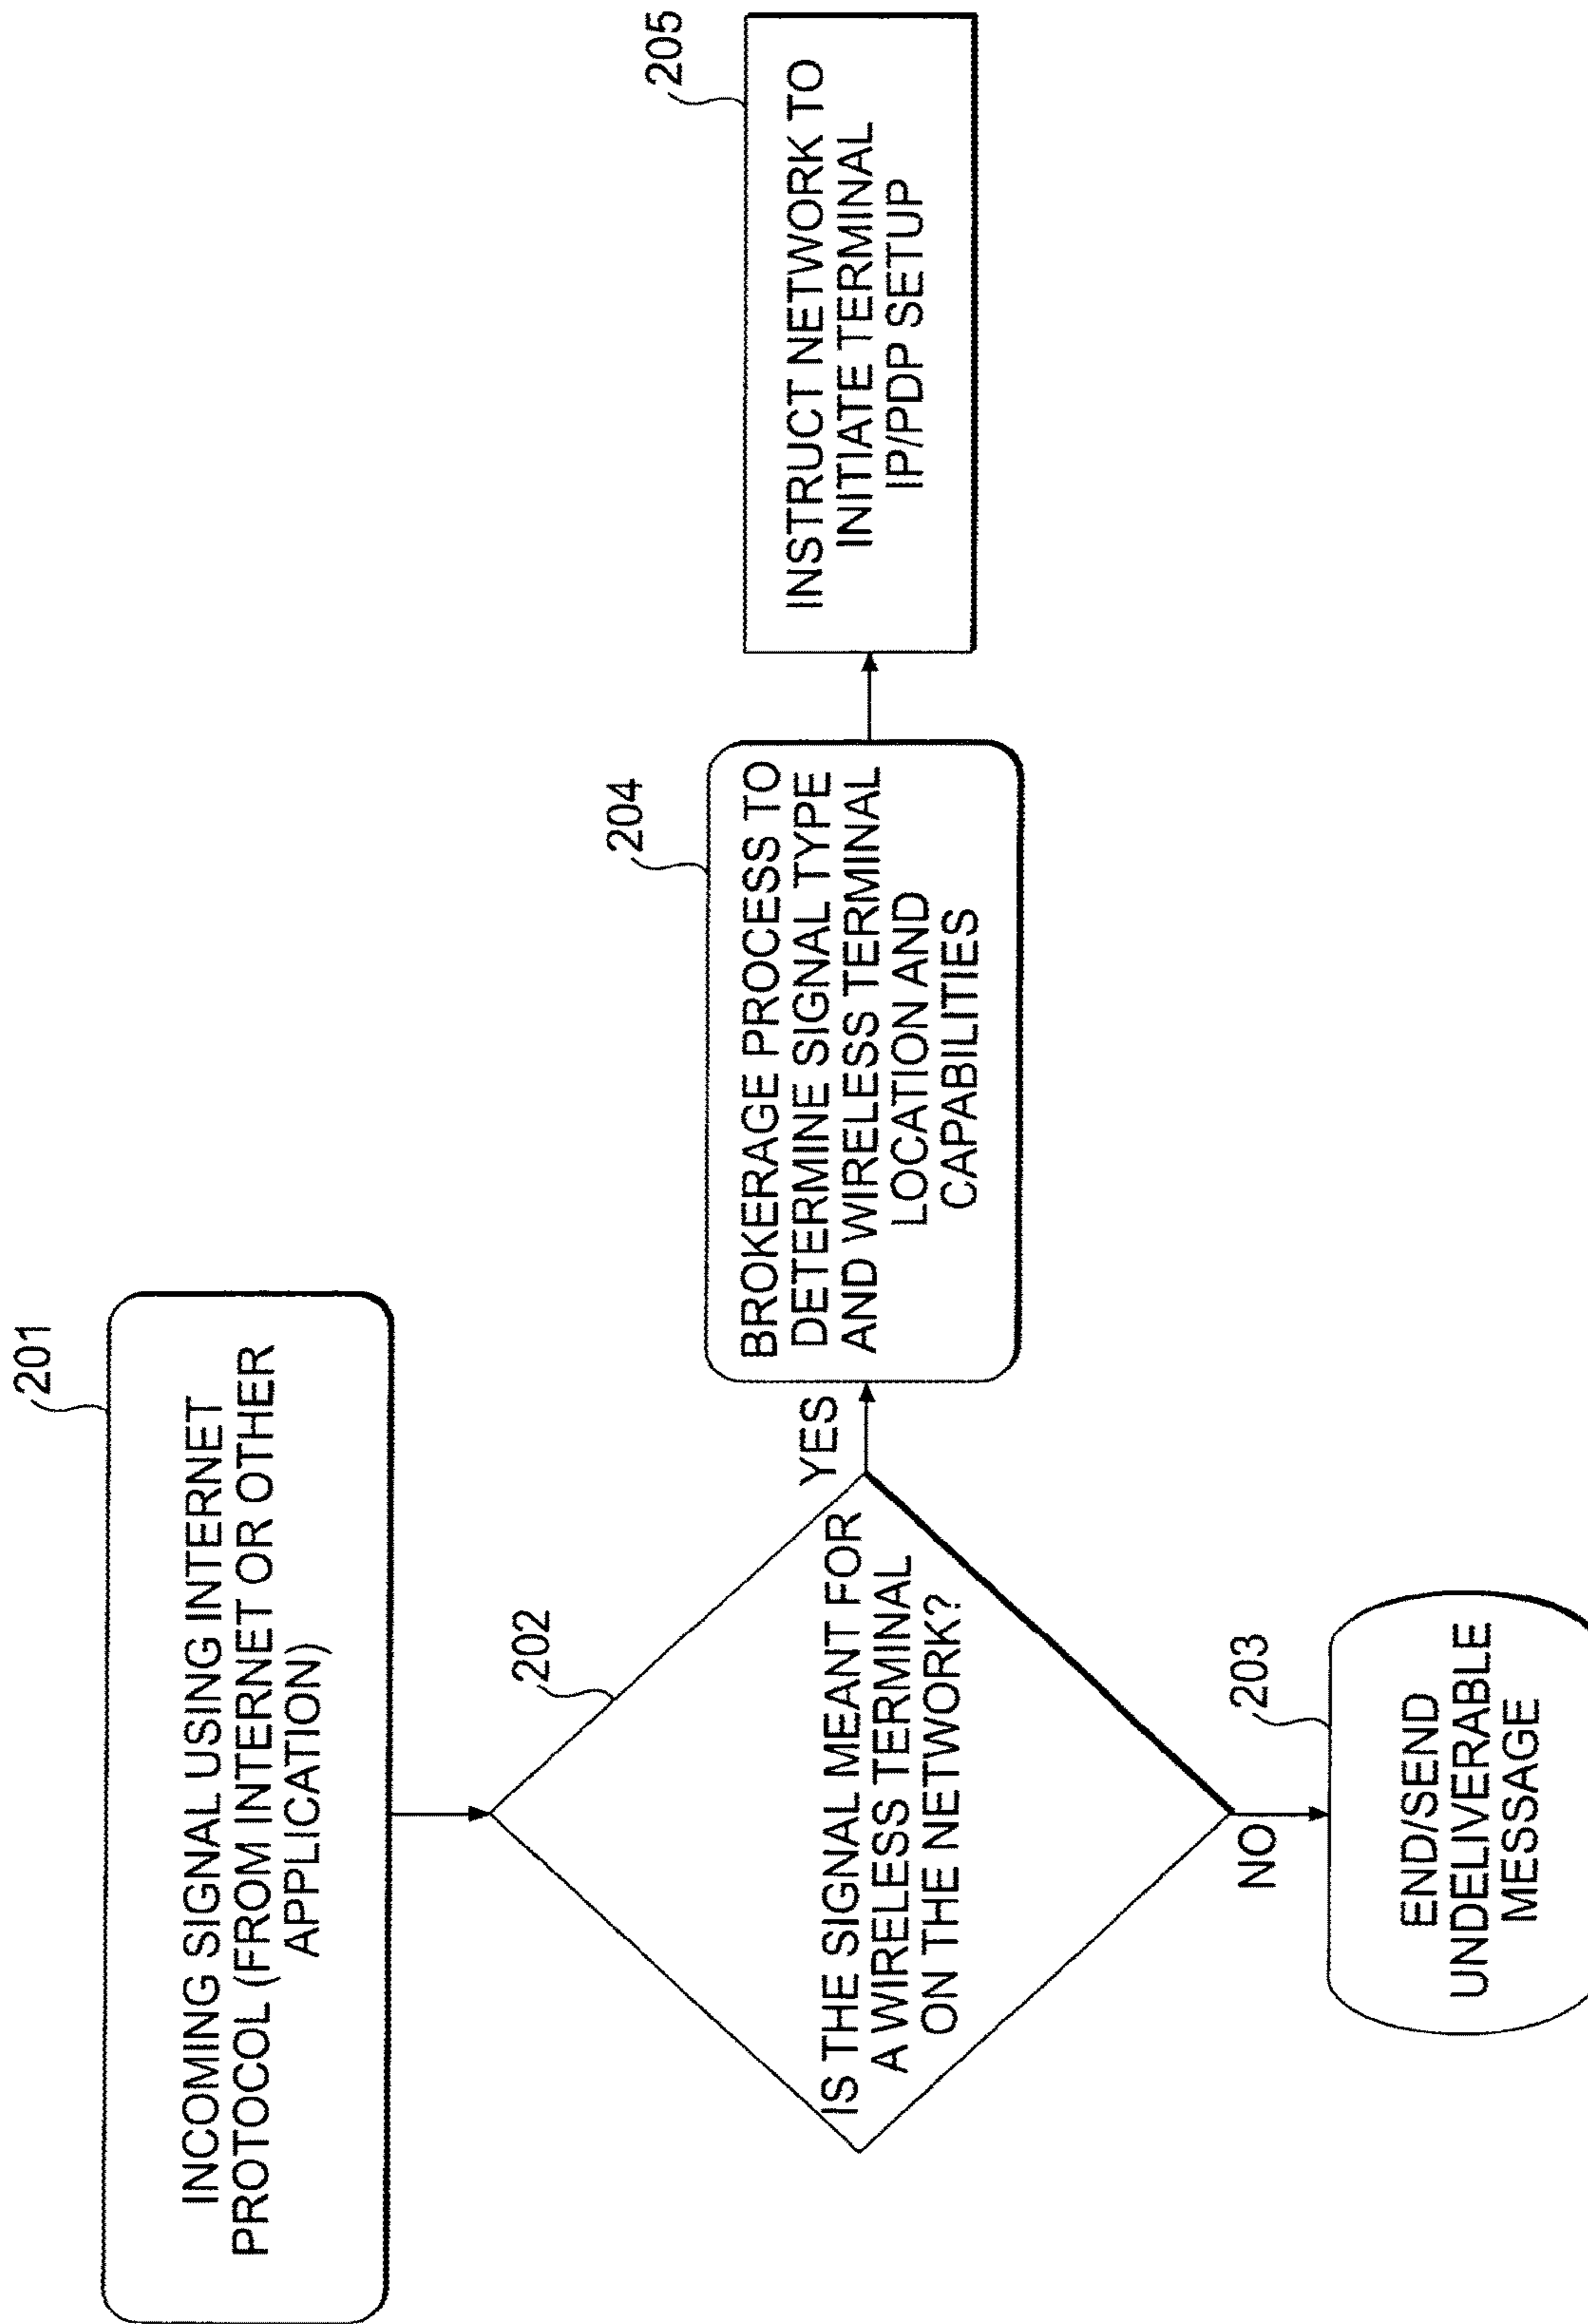 201
INCOMING SIGNAL USING INTERNET
PROTOCOL (FROM INTERNET OR OTHER
APPLICATION)
202
IS THE SIGNAL MEANT FOR
A WIRELESS TERMINAL
ON THE NETWORK?
YES
NO
203
END/SEND
UNDELIVERABLE
MESSAGE
204
BROKERAGE PROCESS TO
DETERMINE SIGNAL TYPE
AND WIRELESS TERMINAL
LOCATION AND
CAPABILITIES
205
INSTRUCT NETWORK TO
INITIATE TERMINAL
IP/PDP SETUP